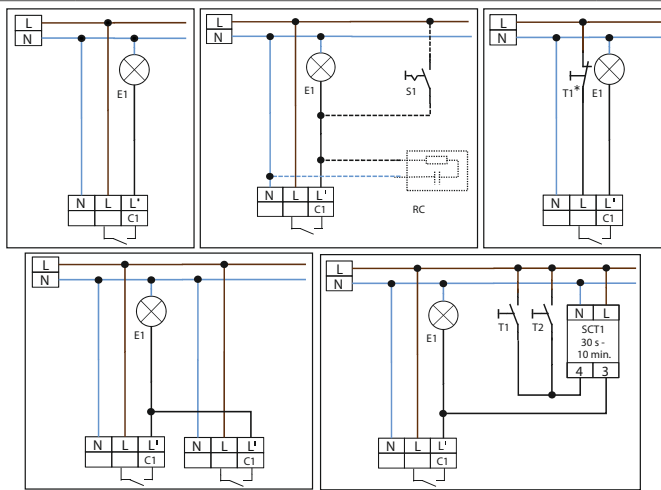 L
N
E1
N L L'
C1
L
N
E1
S1
N L L'
C1
RC
L
N
T1* E1
N L L'
C1
L
N
E1
N L L'
C1
N L L'
C1
L
N
E1
T1
T2
N L
SCT1
30 s -
10 min.
4 3
N L L'
C1